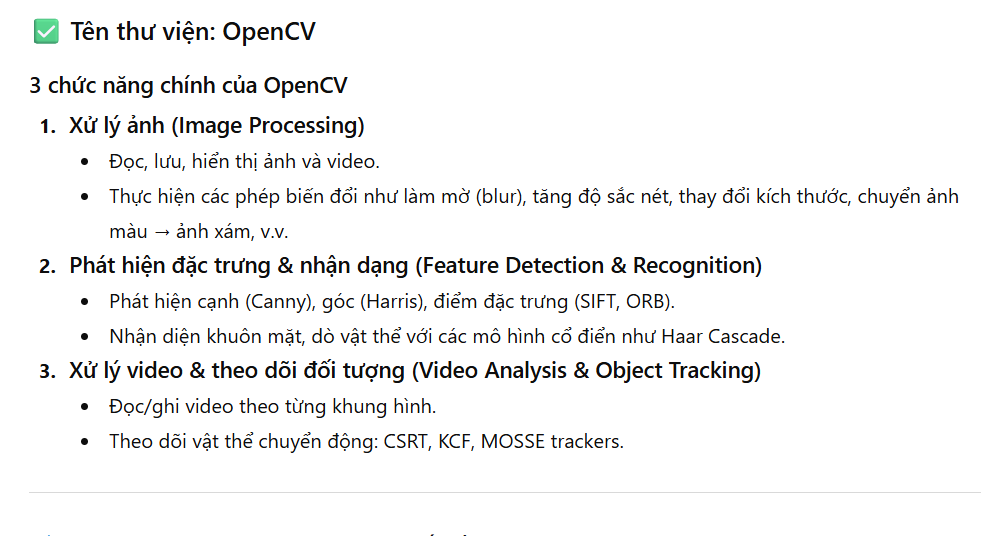 ✅ Tên thư viện: OpenCV
3 chức năng chính của OpenCV
1. Xử lý ảnh (Image Processing)
• Đọc, lưu, hiển thị ảnh và video.
• Thực hiện các phép biến đổi như làm mờ (blur), tăng độ sắc nét, thay đổi kích thước, chuyển ảnh
màu → ảnh xám, v.v.
2. Phát hiện đặc trưng & nhận dạng (Feature Detection & Recognition)
• Phát hiện cạnh (Canny), góc (Harris), điểm đặc trưng (SIFT, ORB).
• Nhận diện khuôn mặt, dò vật thể với các mô hình cổ điển như Haar Cascade.
3. Xử lý video & theo dõi đối tượng (Video Analysis & Object Tracking)
• Đọc/ghi video theo từng khung hình.
• Theo dõi vật thể chuyển động: CSRT, KCF, MOSSE trackers.